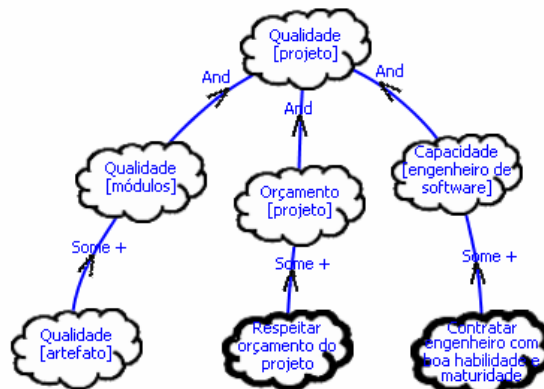 Qualidade
[projeto]
And
And
And
Qualidade
[módulos]
Orçamento
[projeto]
Capacidade
[engenheiro de
software]
Some +
Some +
Some +
Qualidade
[artefato]
Respeitar
orçamento do
projeto
Contratar
engenheiro com
boa habilidade e
maturidade